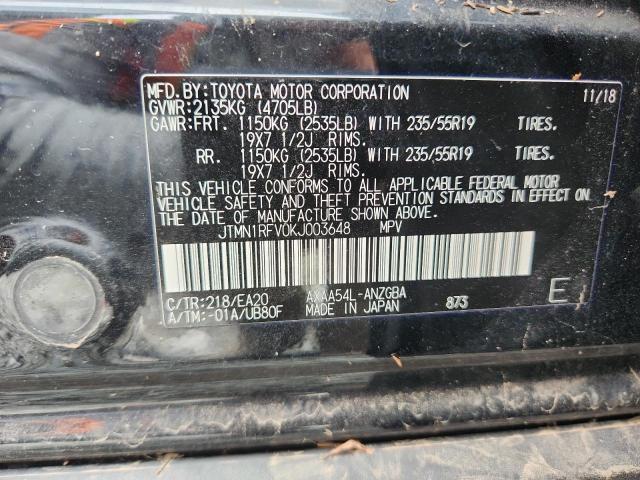 MFD. BY: TOYOTA MOTOR CORPORATION 11/18
GVWR: 2135KG (4705LB)
GAWR: FRT. 1150KG (2535LB) WITH 235/55R19 TIRES.
19X7 1/2J RIMS.
RR. 1150KG (2535LB) WITH 235/55R19 TIRES.
19X7 1/2J RIMS.
THIS VEHICLE CONFORMS TO ALL APPLICABLE FEDERAL MOTOR
VEHICLE SAFETY AND THEFT PREVENTION STANDARDS IN EFFECT ON
THE DATE OF MANUFACTURE SHOWN ABOVE.
JTMN1RFV0KJ003648 MPV
C/TR: 218/EA20 AXAA54L-ANZGBA
A/TM: -01A/UB80F MADE IN JAPAN 873 E